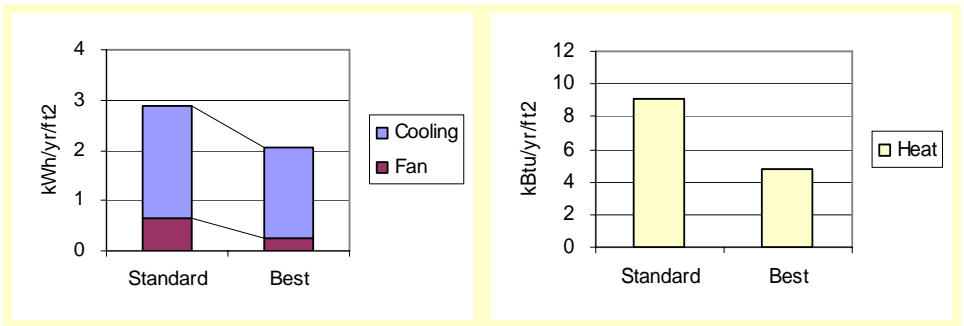 4
3
2
1
0
kWh/yr/ft2
Standard Best
Cooling
Fan
12
10
8
6
4
2
0
kBtu/yr/ft2
Standard Best
Heat